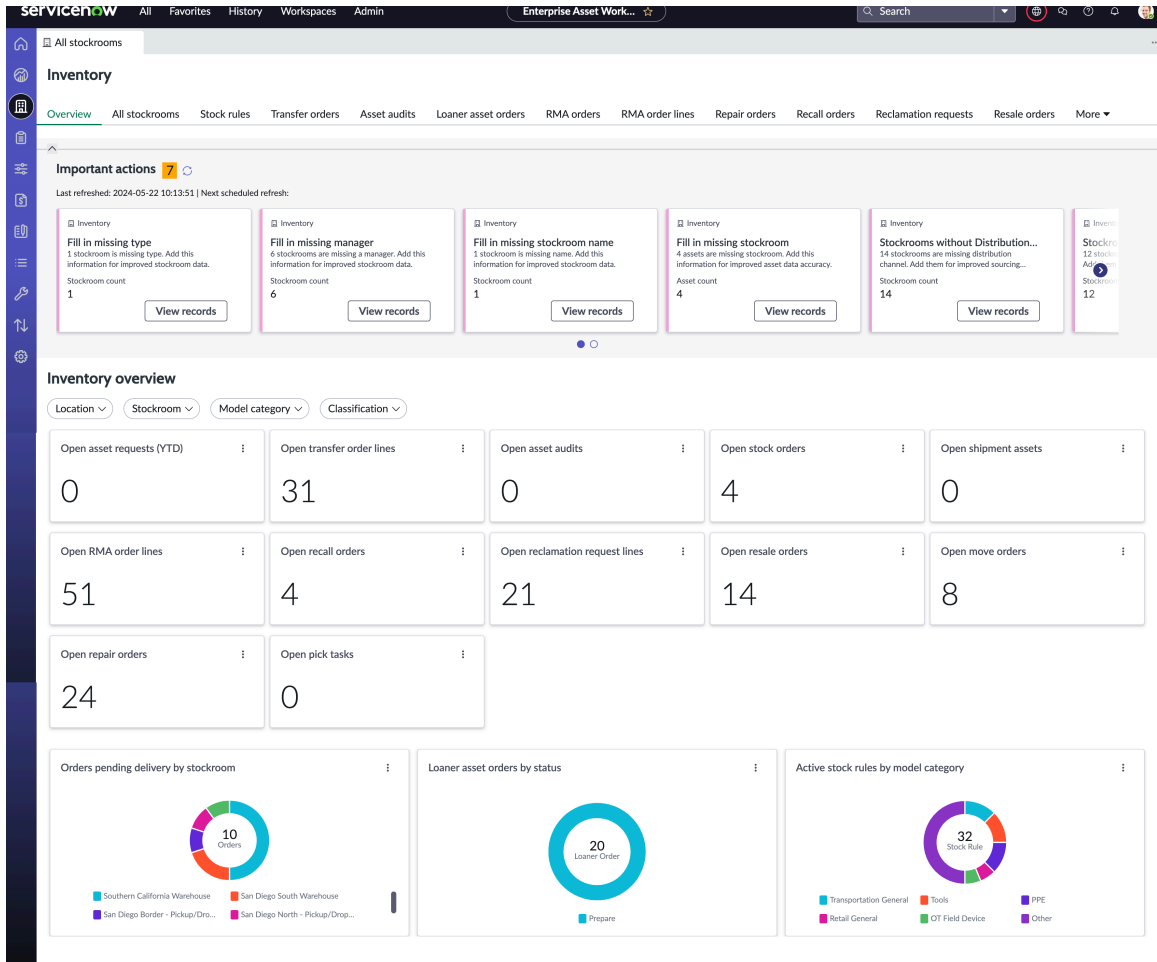 servicenow All Favorites History Workspaces Admin Enterprise Asset Work... Search
All stockrooms
Inventory
Overview All stockrooms Stock rules Transfer orders Asset audits Loaner asset orders RMA orders RMA order lines Repair orders Recall orders Reclamation requests Resale orders More
Important actions 7
Last refreshed: 2024-05-22 10:13:51 | Next scheduled refresh:
Inventory
Fill in missing type
1 stockroom is missing type. Add this
information for improved stockroom data.
Stockroom count
1
View records
Inventory
Fill in missing manager
6 stockrooms are missing a manager. Add this
information for improved stockroom data.
Stockroom count
6
View records
Inventory
Fill in missing stockroom name
1 stockroom is missing name. Add this
information for improved stockroom data.
Stockroom count
1
View records
Inventory
Fill in missing stockroom
4 assets are missing stockroom. Add this
information for improved asset data accuracy.
Asset count
4
View records
Inventory
Stockrooms without Distribution...
14 stockrooms are missing distribution
channel. Add them for improved sourcing...
Stockroom count
14
View records
12
12
Inventory overview
Location Stockroom Model category Classification
Open asset requests (YTD)
0
Open transfer order lines
31
Open asset audits
0
Open stock orders
4
Open shipment assets
0
Open RMA order lines
51
Open recall orders
4
Open reclamation request lines
21
Open resale orders
14
Open move orders
8
Open repair orders
24
Open pick tasks
0
Orders pending delivery by stockroom
10
Orders
Southern California Warehouse San Diego South Warehouse
San Diego Border - Pickup/Dro... San Diego North - Pickup/Drop...
Loaner asset orders by status
20
Loaner Order
Prepare
Active stock rules by model category
32
Stock Rule
Transportation General Tools PPE
Retail General OT Field Device Other